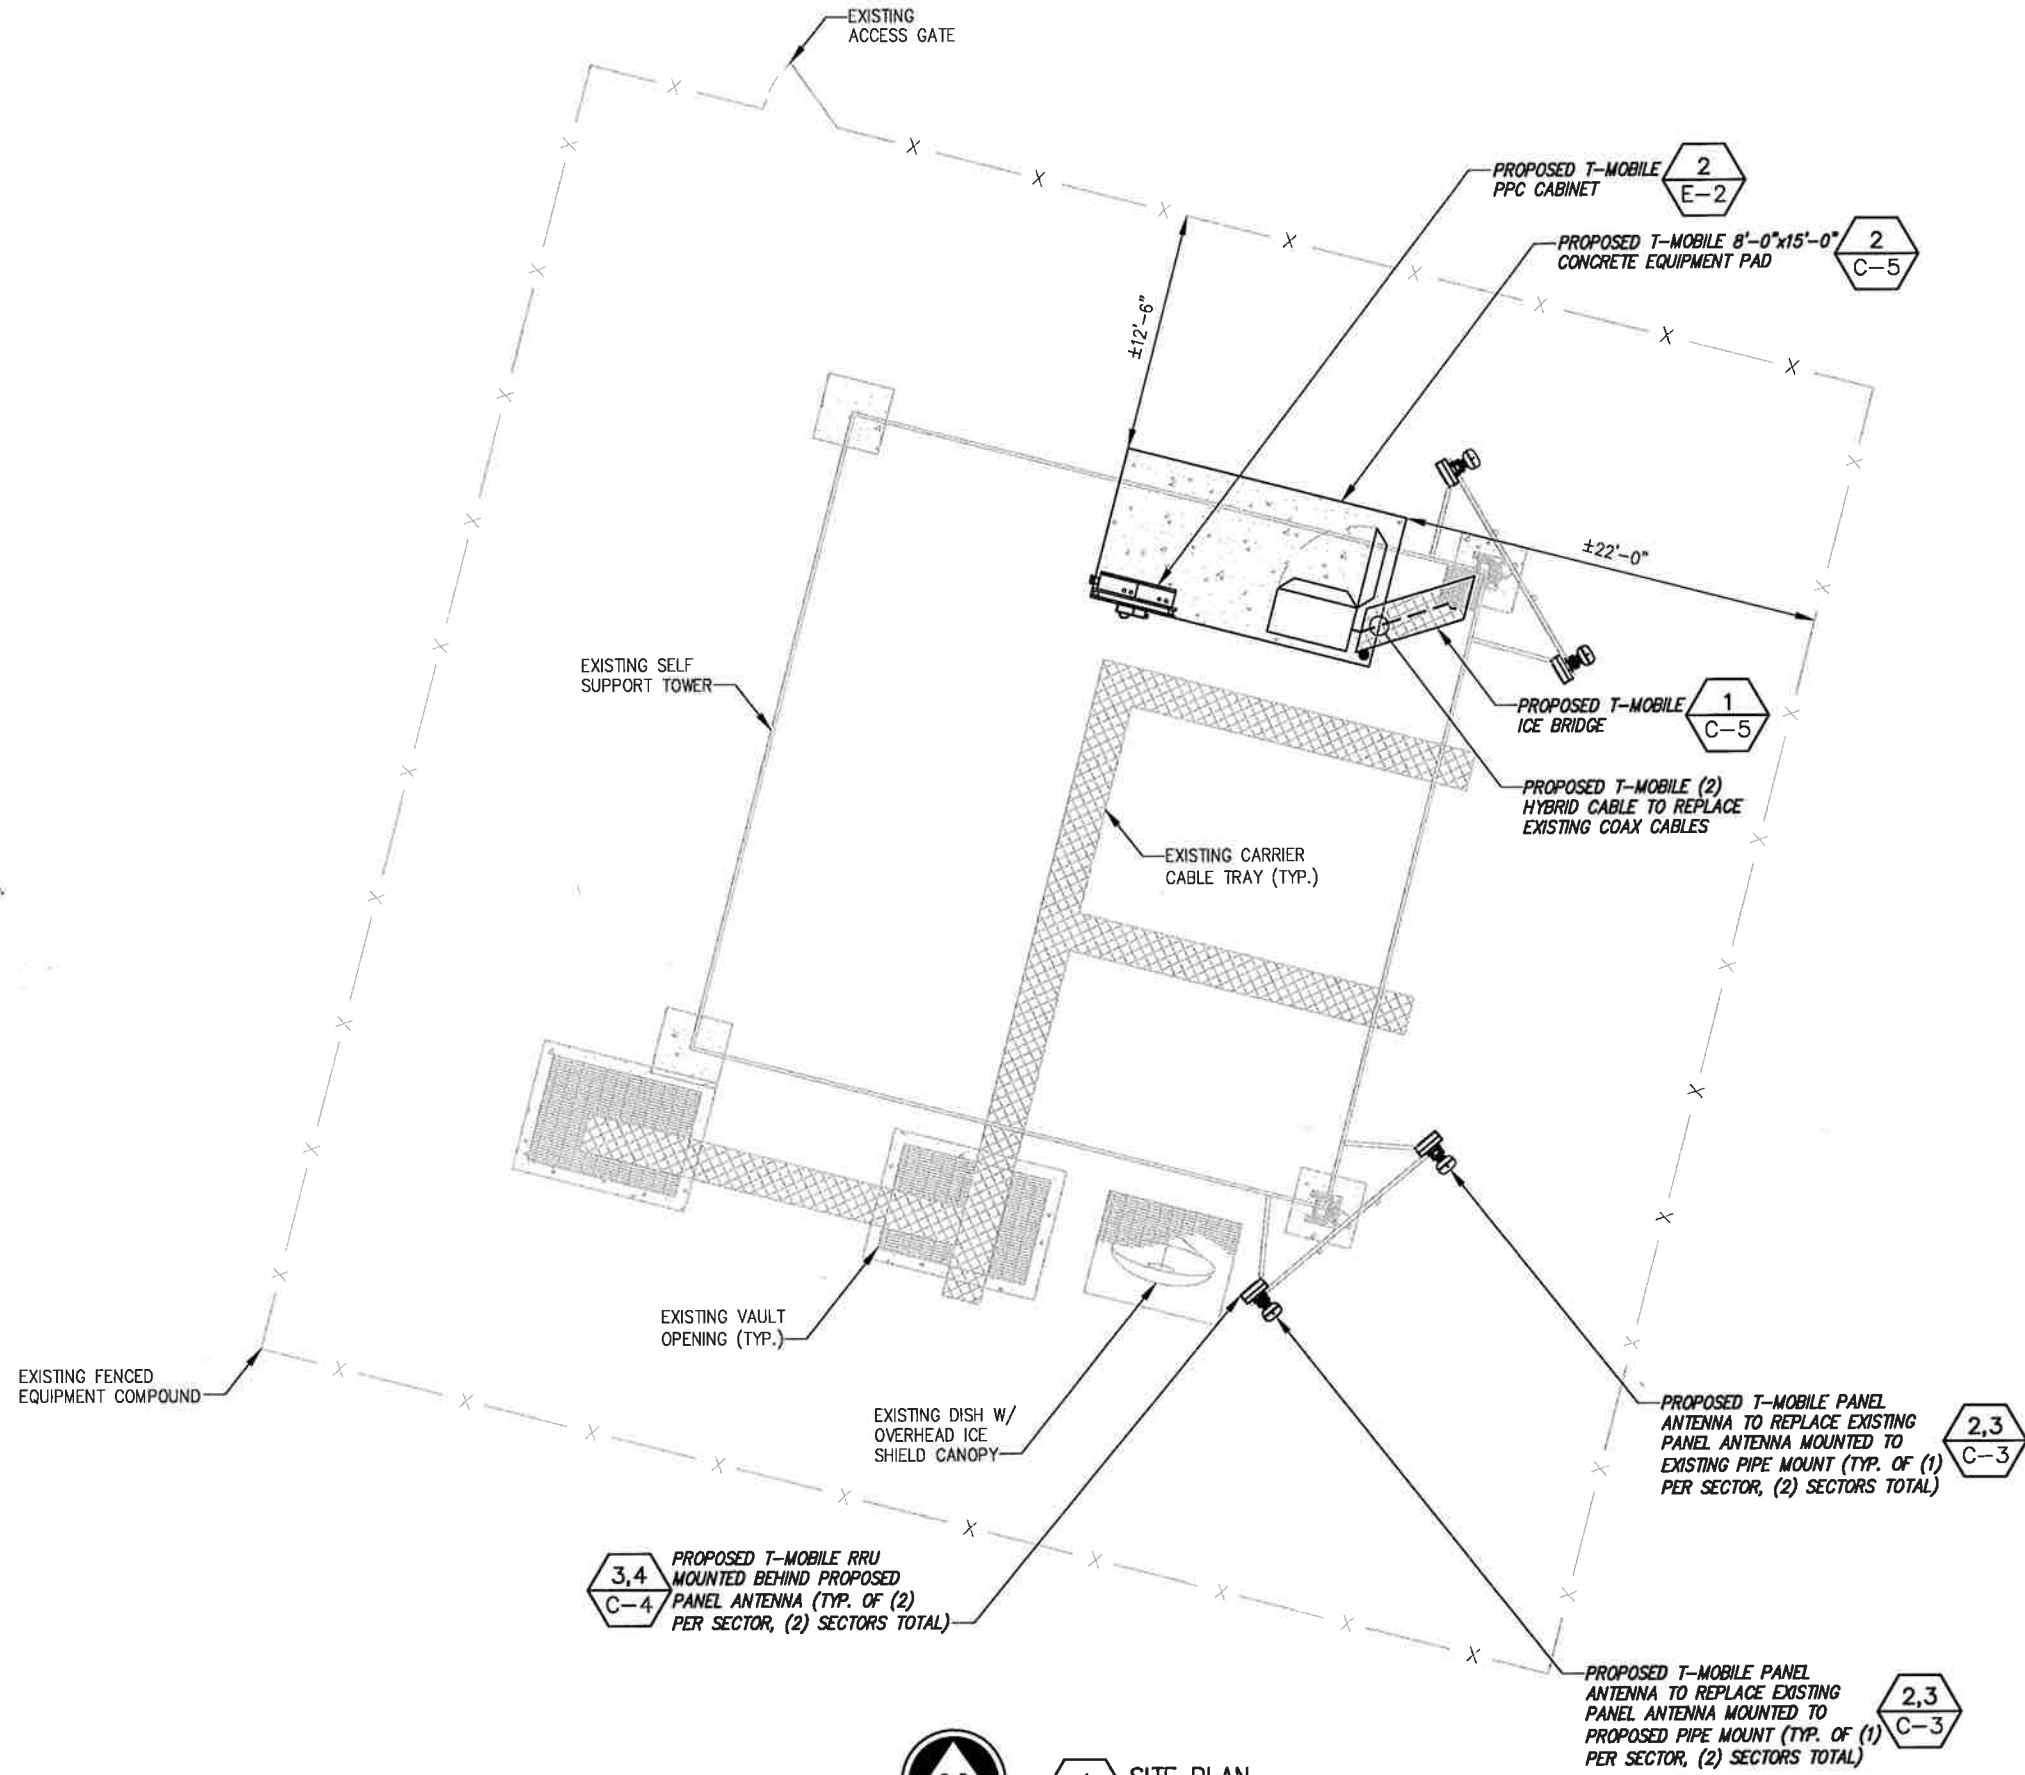 EXISTING
ACCESS GATE
PROPOSED T-MOBILE
PPC CABINET
2
E-2
PROPOSED T-MOBILE 8'-0"x15'-0"
CONCRETE EQUIPMENT PAD
2
C-5
±12'-6"
±22'-0"
EXISTING SELF
SUPPORT TOWER
PROPOSED T-MOBILE
ICE BRIDGE
1
C-5
PROPOSED T-MOBILE (2)
HYBRID CABLE TO REPLACE
EXISTING COAX CABLES
EXISTING CARRIER
CABLE TRAY (TYP.)
EXISTING VAULT
OPENING (TYP.)
EXISTING FENCED
EQUIPMENT COMPOUND
EXISTING DISH W/
OVERHEAD ICE
SHIELD CANOPY
PROPOSED T-MOBILE PANEL
ANTENNA TO REPLACE EXISTING
PANEL ANTENNA MOUNTED TO
EXISTING PIPE MOUNT (TYP. OF (1)
PER SECTOR, (2) SECTORS TOTAL)
2,3
C-3
3,4
C-4
PROPOSED T-MOBILE RRU
MOUNTED BEHIND PROPOSED
PANEL ANTENNA (TYP. OF (2)
PER SECTOR, (2) SECTORS TOTAL)
PROPOSED T-MOBILE PANEL
ANTENNA TO REPLACE EXISTING
PANEL ANTENNA MOUNTED TO
PROPOSED PIPE MOUNT (TYP. OF (1)
PER SECTOR, (2) SECTORS TOTAL)
2,3
C-3
SITE PLAN